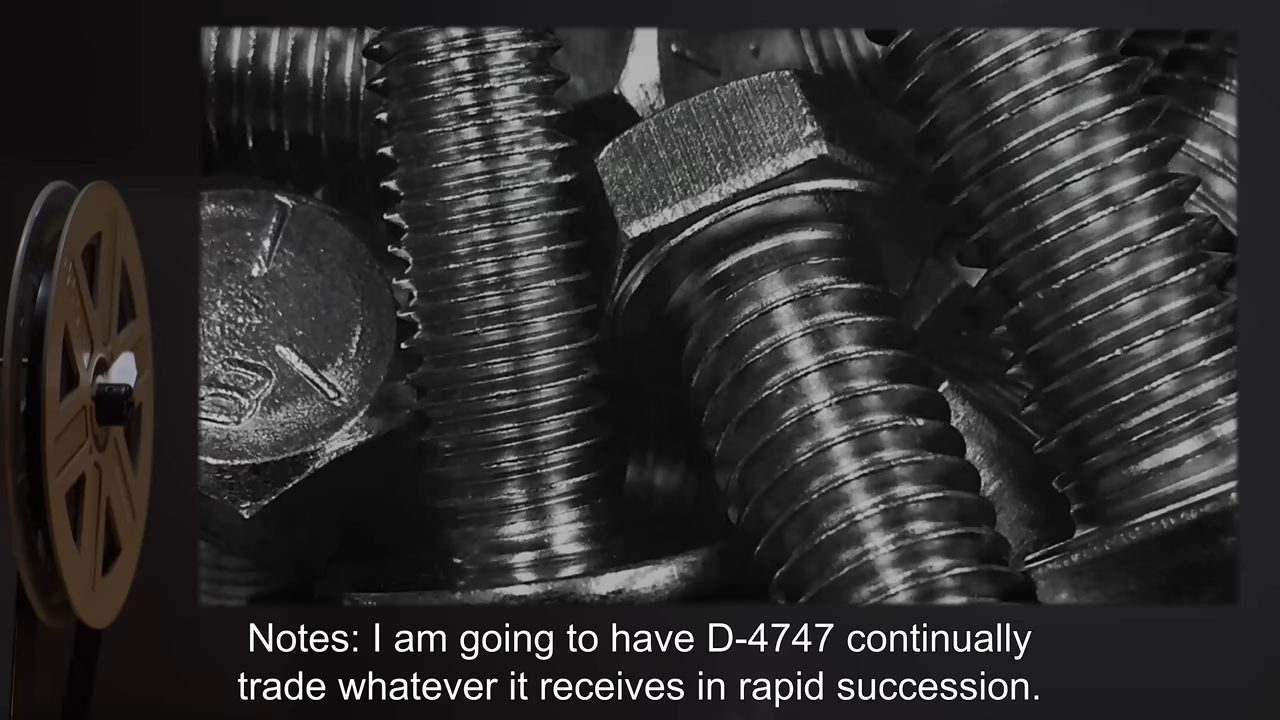 Notes: I am going to have D-4747 continually
trade whatever it receives in rapid succession.